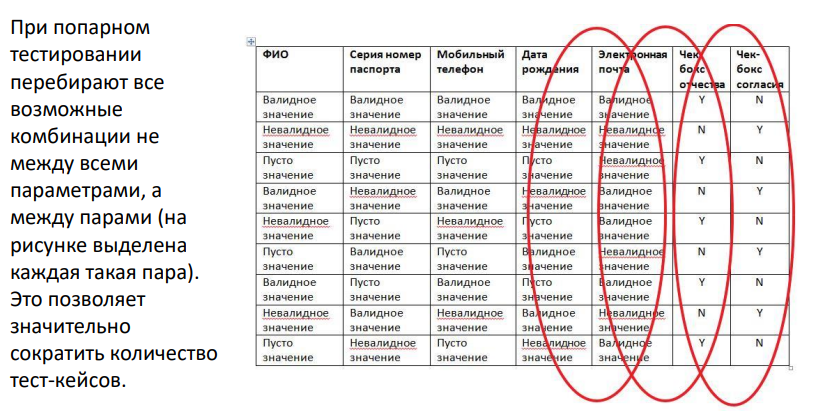 При попарном
тестировании
перебирают все
возможные
комбинации не
между всеми
параметрами, а
между парами (на
рисунке выделена
каждая такая пара).
Это позволяет
значительно
сократить количество
тест-кейсов.
ФИО Серия номер паспорта Мобильный телефон Дата рождения Электронная почта Чек-бокс отчества Чек-бокс согласия
Валидное значение Валидное значение Валидное значение Валидное значение Валидное значение Y N
Невалидное значение Невалидное значение Невалидное значение Невалидное значение Невалидное значение N Y
Пусто значение Пусто значение Пусто значение Пусто значение Невалидное значение Y N
Валидное значение Невалидное значение Валидное значение Невалидное значение Валидное значение N Y
Невалидное значение Пусто значение Невалидное значение Пусто значение Валидное значение Y N
Пусто значение Валидное значение Пусто значение Валидное значение Невалидное значение N Y
Валидное значение Пусто значение Валидное значение Пусто значение Валидное значение Y N
Невалидное значение Валидное значение Невалидное значение Валидное значение Невалидное значение N Y
Пусто значение Невалидное значение Пусто значение Невалидное значение Валидное значение Y N